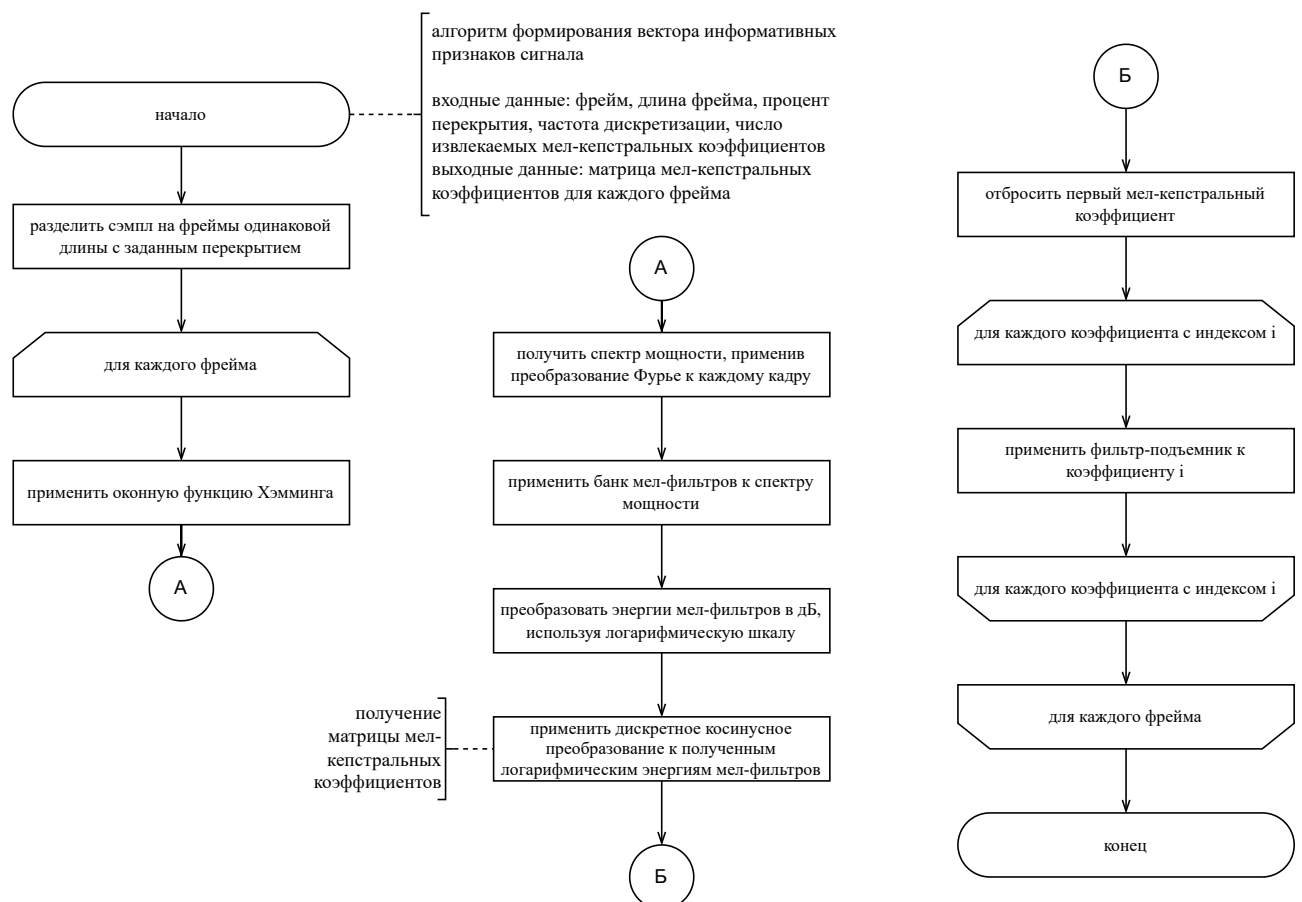 алгоритм формирования вектора информативных
признаков сигнала
входные данные: фрейм, длина фрейма, процент
перекрытия, частота дискретизации, число
извлекаемых мел-кепстральных коэффициентов
выходные данные: матрица мел-кепстральных
коэффициентов для каждого фрейма
начало
разделить сэмпл на фреймы одинаковой
длины с заданным перекрытием
для каждого фрейма
применить оконную функцию Хэмминга
А
А
получить спектр мощности, применив
преобразование Фурье к каждому кадру
применить банк мел-фильтров к спектру
мощности
преобразовать энергии мел-фильтров в дБ,
используя логарифмическую шкалу
получение
матрицы мел-
кепстральных
коэффициентов
применить дискретное косинусное
преобразование к полученным
логарифмическим энергиям мел-фильтров
Б
Б
отбросить первый мел-кепстральный
коэффициент
для каждого коэффициента с индексом i
применить фильтр-подъемник к
коэффициенту i
для каждого коэффициента с индексом i
для каждого фрейма
конец